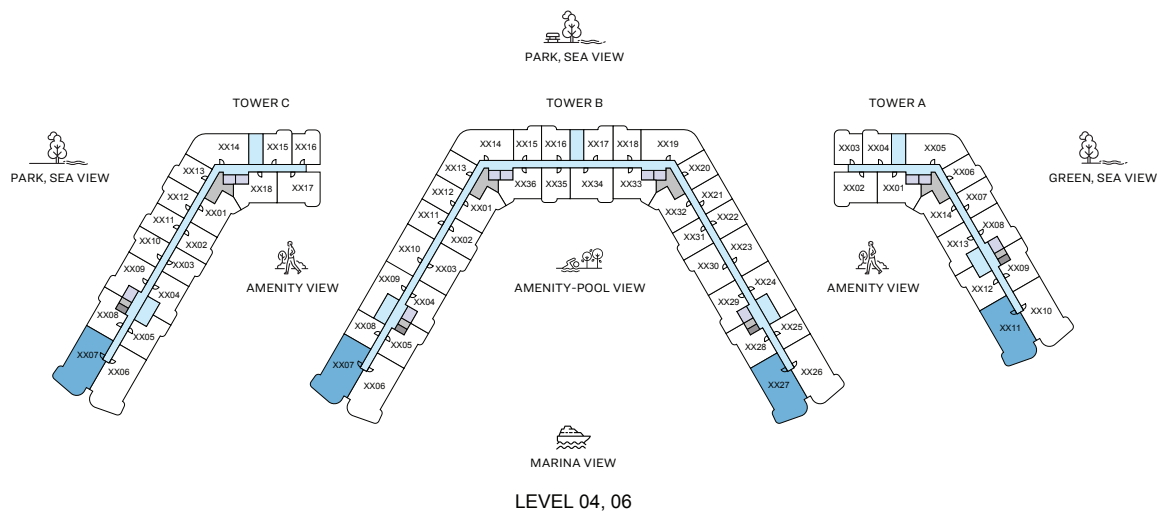 PARK, SEA VIEW
TOWER C
TOWER B
TOWER A
PARK, SEA VIEW
GREEN, SEA VIEW
XX14
XX15
XX16
XX13
XX12
XX11
XX10
XX09
XX08
XX07
XX06
XX05
XX04
XX03
XX02
XX01
XX18
XX17
AMENITY VIEW
XX14
XX15
XX16
XX17
XX18
XX19
XX13
XX12
XX11
XX10
XX09
XX08
XX07
XX06
XX05
XX04
XX03
XX02
XX01
XX36
XX35
XX34
XX33
XX32
XX31
XX30
XX29
XX28
XX27
XX26
XX25
XX24
XX23
XX22
XX21
XX20
AMENITY-POOL VIEW
AMENITY VIEW
XX03
XX04
XX05
XX02
XX01
XX06
XX07
XX08
XX09
XX10
XX11
XX12
XX13
XX14
MARINA VIEW
LEVEL 04, 06